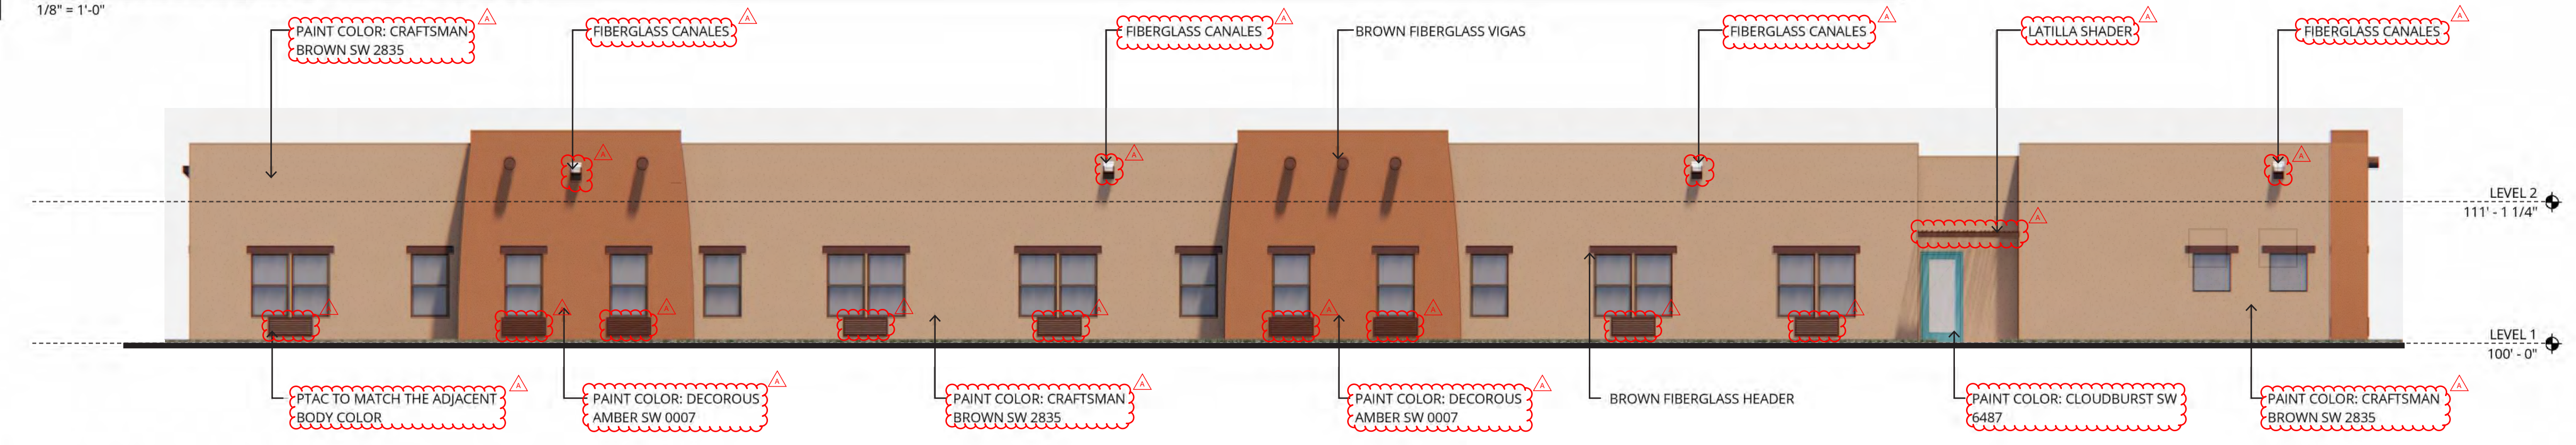 1/8" = 1'-0"
PAINT COLOR: CRAFTSMAN
BROWN SW 2835
A
FIBERGLASS CANALES
A
FIBERGLASS CANALES
A
BROWN FIBERGLASS VIGAS
FIBERGLASS CANALES
A
LATILLA SHADER
A
FIBERGLASS CANALES
A
A
A
A
LEVEL 2
111' - 1 1/4"
A
A
A
A
A
A
A
A
A
A
LEVEL 1
100' - 0"
PTAC TO MATCH THE ADJACENT
BODY COLOR
A
PAINT COLOR: DECOROUS
AMBER SW 0007
A
PAINT COLOR: CRAFTSMAN
BROWN SW 2835
A
PAINT COLOR: DECOROUS
AMBER SW 0007
A
BROWN FIBERGLASS HEADER
PAINT COLOR: CLOUDBURST SW
6487
PAINT COLOR: CRAFTSMAN
BROWN SW 2835
A